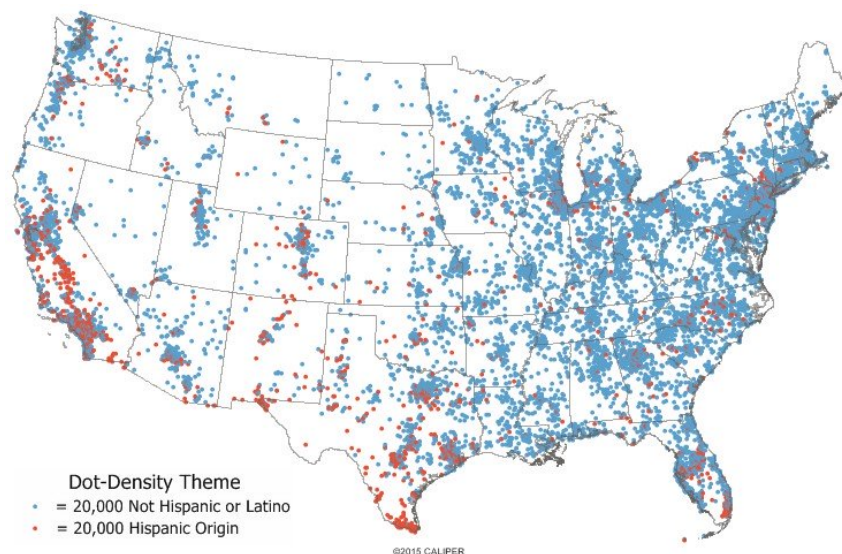 Dot-Density Theme
= 20,000 Not Hispanic or Latino
= 20,000 Hispanic Origin
©2015 CALIPER